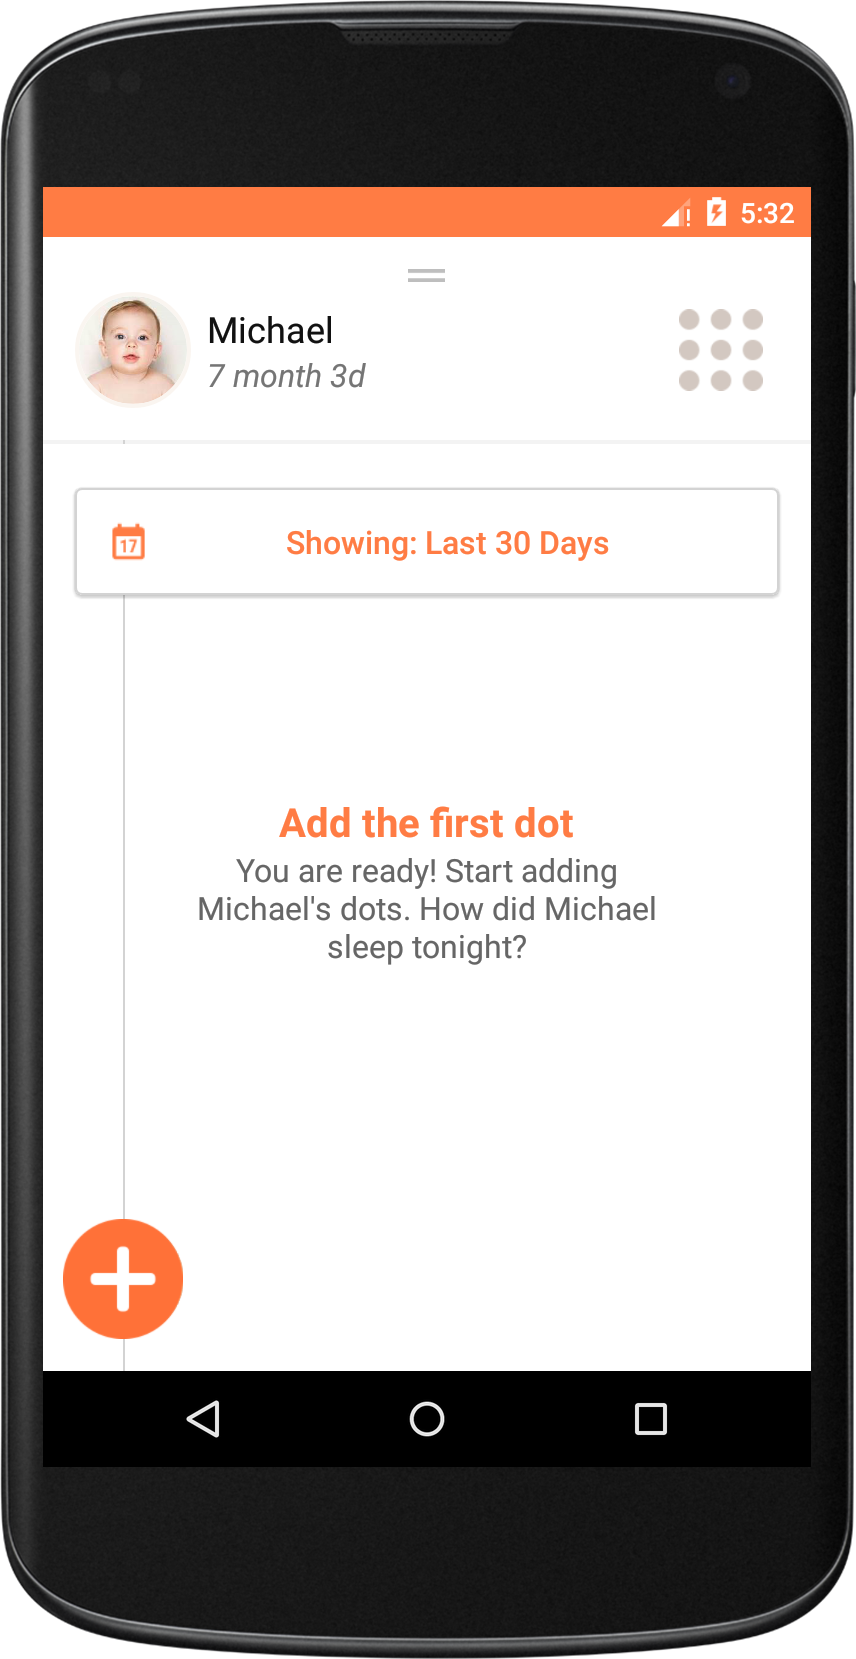 5:32
Michael
7 month 3d
17
Showing: Last 30 Days
Add the first dot
You are ready! Start adding
Michael's dots. How did Michael
sleep tonight?